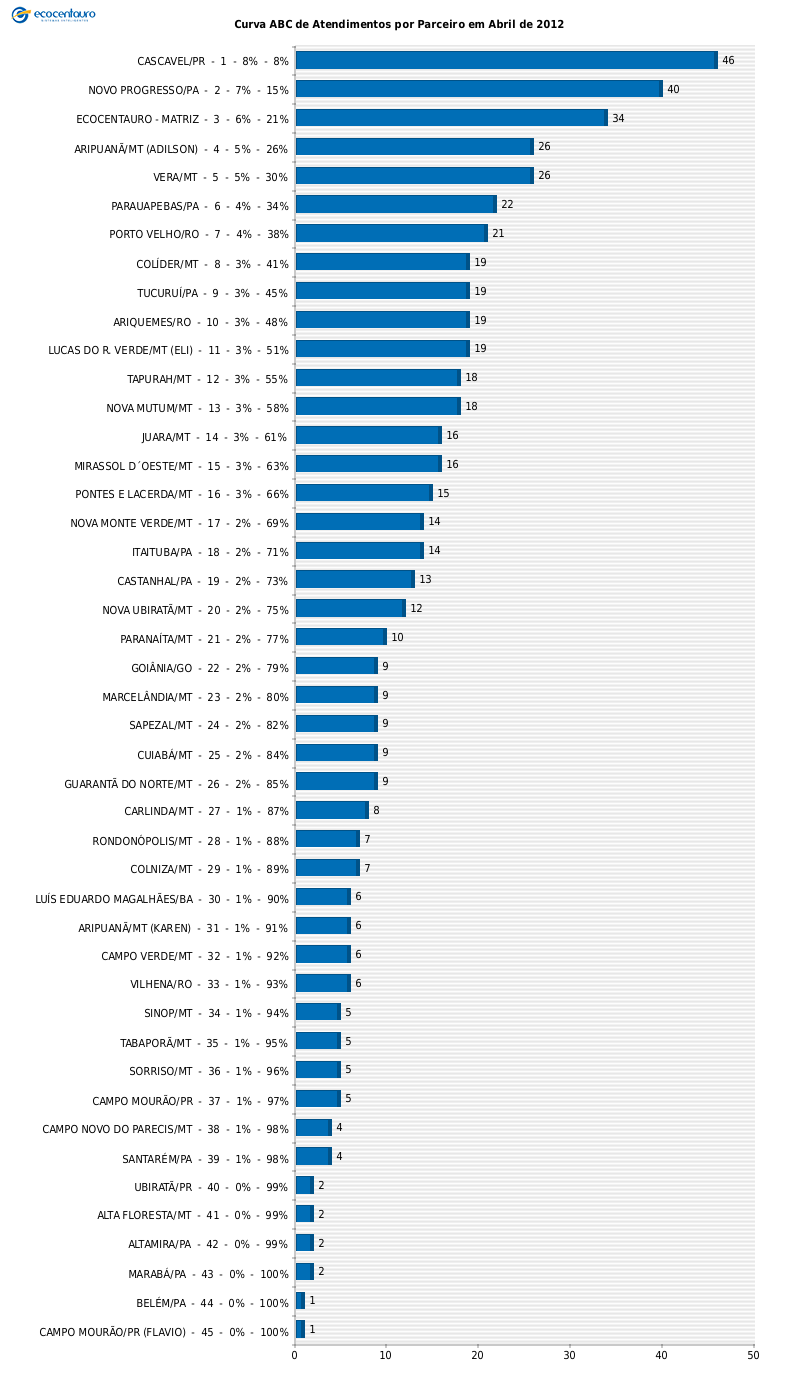 ecocentauro
Curva ABC de Atendimentos por Parceiro em Abril de 2012
CASCAVEL/PR - 1 - 8% - 8% 46
NOVO PROGRESSO/PA - 2 - 7% - 15% 40
ECOCENTAURO - MATRIZ - 3 - 6% - 21% 34
ARIPUANÃ/MT (ADILSON) - 4 - 5% - 26% 26
VERA/MT - 5 - 5% - 30% 26
PARAUAPEBAS/PA - 6 - 4% - 34% 22
PORTO VELHO/RO - 7 - 4% - 38% 21
COLÍDER/MT - 8 - 3% - 41% 19
TUCURUÍ/PA - 9 - 3% - 45% 19
ARIQUEMES/RO - 10 - 3% - 48% 19
LUCAS DO R. VERDE/MT (ELI) - 11 - 3% - 51% 19
TAPURAH/MT - 12 - 3% - 55% 18
NOVA MUTUM/MT - 13 - 3% - 58% 18
JUARA/MT - 14 - 3% - 61% 16
MIRASSOL D´OESTE/MT - 15 - 3% - 63% 16
PONTES E LACERDA/MT - 16 - 3% - 66% 15
NOVA MONTE VERDE/MT - 17 - 2% - 69% 14
ITAITUBA/PA - 18 - 2% - 71% 14
CASTANHAL/PA - 19 - 2% - 73% 13
NOVA UBIRATÃ/MT - 20 - 2% - 75% 12
PARANAÍTA/MT - 21 - 2% - 77% 10
GOIÂNIA/GO - 22 - 2% - 79% 9
MARCELÂNDIA/MT - 23 - 2% - 80% 9
SAPEZAL/MT - 24 - 2% - 82% 9
CUIABÁ/MT - 25 - 2% - 84% 9
GUARANTÃ DO NORTE/MT - 26 - 2% - 85% 9
CARLINDA/MT - 27 - 1% - 87% 8
RONDONÓPOLIS/MT - 28 - 1% - 88% 7
COLNIZA/MT - 29 - 1% - 89% 7
LUÍS EDUARDO MAGALHÃES/BA - 30 - 1% - 90% 6
ARIPUANÃ/MT (KAREN) - 31 - 1% - 91% 6
CAMPO VERDE/MT - 32 - 1% - 92% 6
VILHENA/RO - 33 - 1% - 93% 6
SINOP/MT - 34 - 1% - 94% 5
TABAPORÃ/MT - 35 - 1% - 95% 5
SORRISO/MT - 36 - 1% - 96% 5
CAMPO MOURÃO/PR - 37 - 1% - 97% 5
CAMPO NOVO DO PARECIS/MT - 38 - 1% - 98% 4
SANTARÉM/PA - 39 - 1% - 98% 4
UBIRATÃ/PR - 40 - 0% - 99% 2
ALTA FLORESTA/MT - 41 - 0% - 99% 2
ALTAMIRA/PA - 42 - 0% - 99% 2
MARABÁ/PA - 43 - 0% - 100% 2
BELÉM/PA - 44 - 0% - 100% 1
CAMPO MOURÃO/PR (FLAVIO) - 45 - 0% - 100% 1
0 10 20 30 40 50